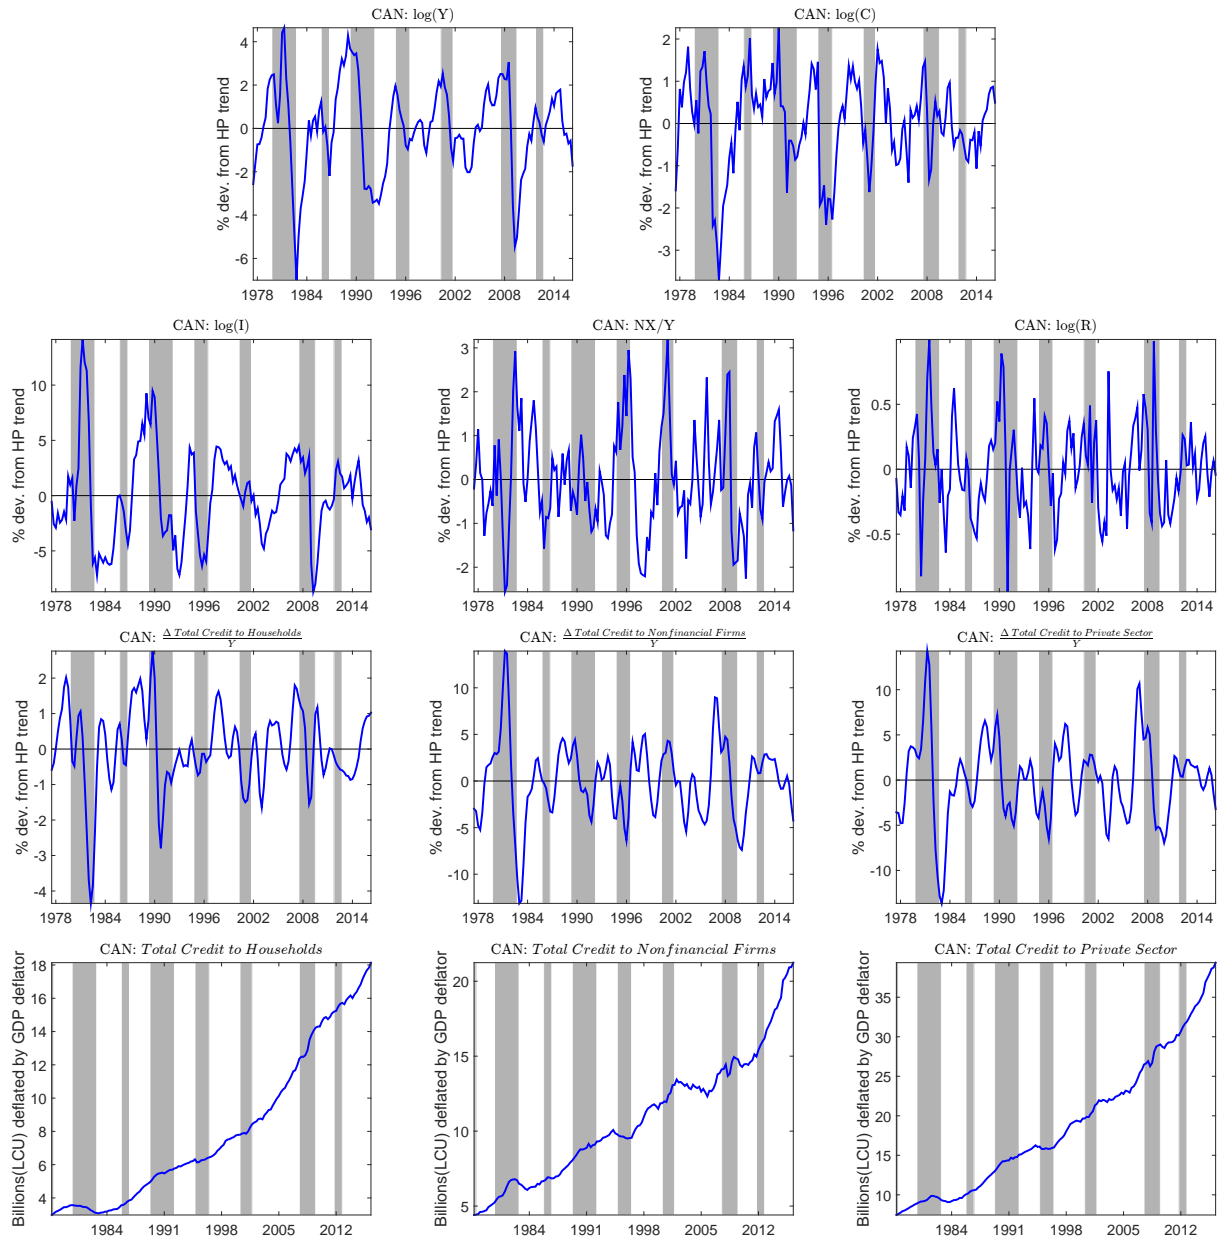 CAN: log(Y)
% dev. from HP trend
4
2
0
-2
-4
-6
1978 1984 1990 1996 2002 2008 2014
CAN: log(C)
% dev. from HP trend
2
1
0
-1
-2
-3
1978 1984 1990 1996 2002 2008 2014
CAN: log(I)
% dev. from HP trend
10
5
0
-5
1978 1984 1990 1996 2002 2008 2014
CAN: NX/Y
% dev. from HP trend
3
2
1
0
-1
-2
1978 1984 1990 1996 2002 2008 2014
CAN: log(R)
% dev. from HP trend
0.5
0
-0.5
1978 1984 1990 1996 2002 2008 2014
CAN: Δ Total Credit to Households
Y
% dev. from HP trend
2
1
0
-1
-2
-3
-4
1978 1984 1990 1996 2002 2008 2014
CAN: Δ Total Credit to Nonfinancial Firms
Y
% dev. from HP trend
10
5
0
-5
-10
1978 1984 1990 1996 2002 2008 2014
CAN: Δ Total Credit to Private Sector
Y
% dev. from HP trend
10
5
0
-5
-10
1978 1984 1990 1996 2002 2008 2014
CAN: Total Credit to Households
Billions(LCU) deflated by GDP deflator
18
16
14
12
10
8
6
4
1984 1991 1998 2005 2012
CAN: Total Credit to Nonfinancial Firms
Billions(LCU) deflated by GDP deflator
20
15
10
5
1984 1991 1998 2005 2012
CAN: Total Credit to Private Sector
Billions(LCU) deflated by GDP deflator
35
30
25
20
15
10
1984 1991 1998 2005 2012